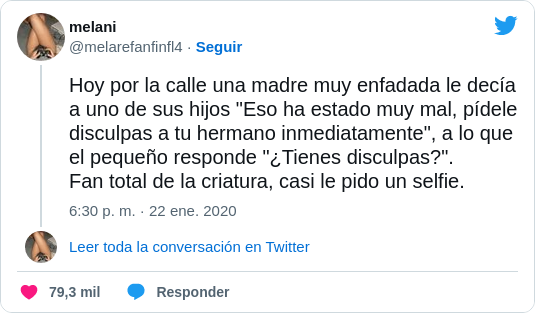 melani
@melarefanfinfl4 · Seguir
Hoy por la calle una madre muy enfadada le decía
a uno de sus hijos "Eso ha estado muy mal, pídele
disculpas a tu hermano inmediatamente", a lo que
el pequeño responde "¿Tienes disculpas?".
Fan total de la criatura, casi le pido un selfie.
6:30 p. m. · 22 ene. 2020
Leer toda la conversación en Twitter
79,3 mil Responder